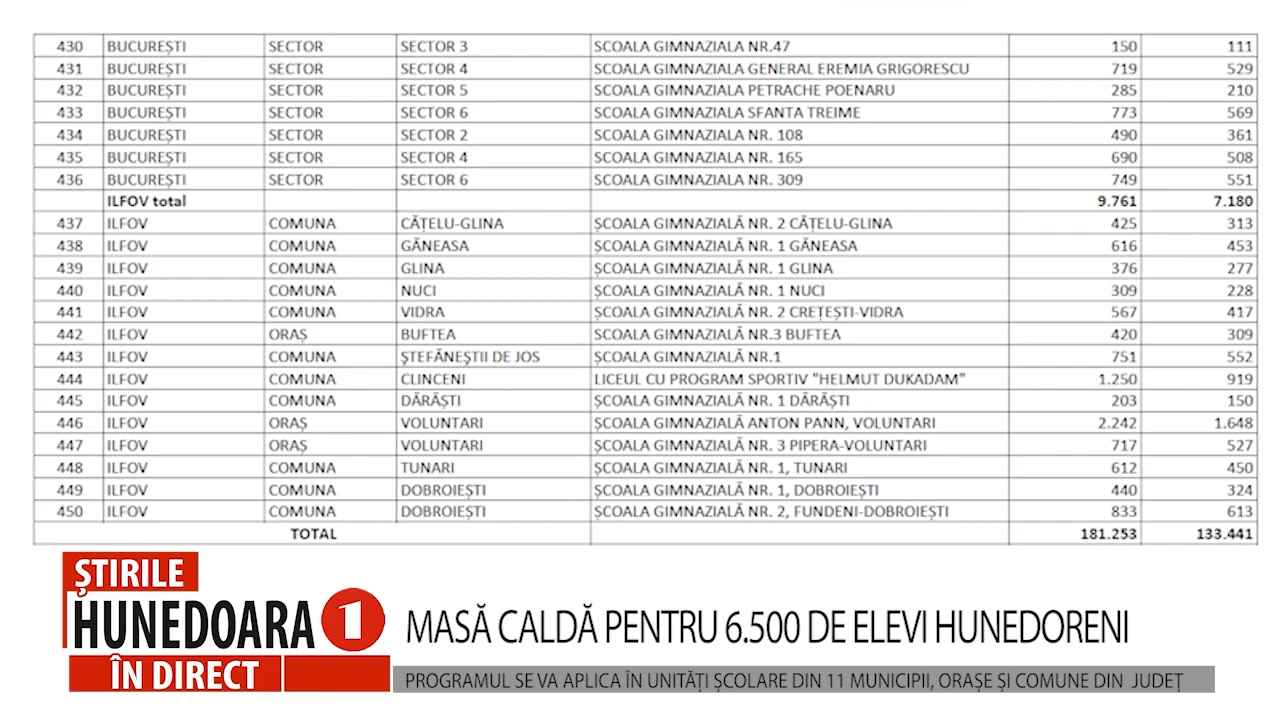 430 BUCUREȘTI SECTOR SECTOR 3 SCOALA GIMNAZIALA NR.47 150 111
431 BUCUREȘTI SECTOR SECTOR 4 SCOALA GIMNAZIALA GENERAL EREMIA GRIGORESCU 719 529
432 BUCUREȘTI SECTOR SECTOR 5 SCOALA GIMNAZIALA PETRACHE POENARU 285 210
433 BUCUREȘTI SECTOR SECTOR 6 SCOALA GIMNAZIALA SFANTA TREIME 773 569
434 BUCUREȘTI SECTOR SECTOR 2 SCOALA GIMNAZIALA NR. 108 490 361
435 BUCUREȘTI SECTOR SECTOR 4 SCOALA GIMNAZIALA NR. 165 690 508
436 BUCUREȘTI SECTOR SECTOR 6 SCOALA GIMNAZIALA NR. 309 749 551
ILFOV total 9.761 7.180
437 ILFOV COMUNA CĂȚELU-GLINA ȘCOALA GIMNAZIALĂ NR. 2 CĂȚELU-GLINA 425 313
438 ILFOV COMUNA GĂNEASA ȘCOALA GIMNAZIALĂ NR. 1 GĂNEASA 616 453
439 ILFOV COMUNA GLINA ȘCOALA GIMNAZIALĂ NR. 1 GLINA 376 277
440 ILFOV COMUNA NUCI ȘCOALA GIMNAZIALĂ NR. 1 NUCI 309 228
441 ILFOV COMUNA VIDRA ȘCOALA GIMNAZIALĂ NR. 2 CREȚEȘTI-VIDRA 567 417
442 ILFOV ORAȘ BUFTEA SCOALA GIMNAZIALĂ NR.3 BUFTEA 420 309
443 ILFOV COMUNA ȘTEFĂNEȘTII DE JOS ȘCOALA GIMNAZIALĂ NR.1 751 552
444 ILFOV COMUNA CLINCENI LICEUL CU PROGRAM SPORTIV "HELMUT DUKADAM" 1.250 919
445 ILFOV COMUNA DĂRĂȘTI ȘCOALA GIMNAZIALĂ NR. 1 DĂRĂȘTI 203 150
446 ILFOV ORAȘ VOLUNTARI ȘCOALA GIMNAZIALĂ ANTON PANN, VOLUNTARI 2.242 1.648
447 ILFOV ORAȘ VOLUNTARI ȘCOALA GIMNAZIALĂ NR. 3 PIPERA-VOLUNTARI 717 527
448 ILFOV COMUNA TUNARI ȘCOALA GIMNAZIALĂ NR. 1, TUNARI 612 450
449 ILFOV COMUNA DOBROIEȘTI ȘCOALA GIMNAZIALĂ NR. 1, DOBROIEȘTI 440 324
450 ILFOV COMUNA DOBROIEȘTI ȘCOALA GIMNAZIALĂ NR. 2, FUNDENI-DOBROIEȘTI 833 613
TOTAL 181.253 133.441
ȘTIRILE
HUNEDOARA 1
ÎN DIRECT
MASĂ CALDĂ PENTRU 6.500 DE ELEVI HUNEDORENI
PROGRAMUL SE VA APLICA ÎN UNITĂȚI ȘCOLARE DIN 11 MUNICIPII, ORAȘE ȘI COMUNE DIN JUDEȚ